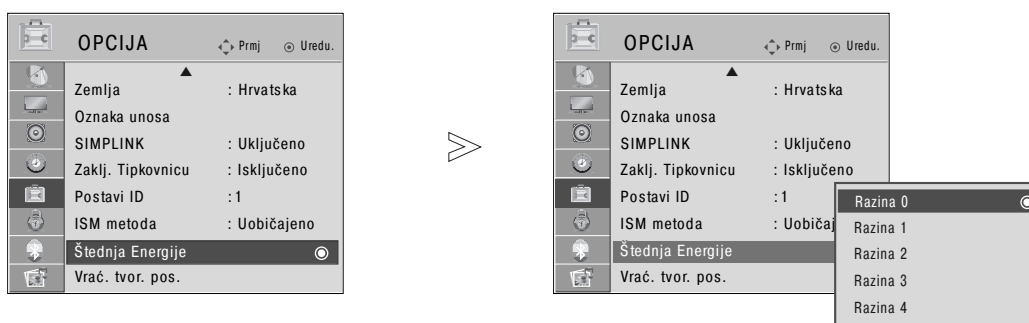 OPCIJA Prmj Uredu.
Zemlja : Hrvatska
Oznaka unosa
SIMPLINK : Uključeno
Zaklj. Tipkovnicu : Isključeno
Postavi ID :1
ISM metoda : Uobičajeno
Štednja Energije
Vrać. tvor. pos.
OPCIJA Prmj Uredu.
Zemlja : Hrvatska
Oznaka unosa
SIMPLINK : Uključeno
Zaklj. Tipkovnicu : Isključeno
Postavi ID :1
ISM metoda : Uobičaj
Štednja Energije
Vrać. tvor. pos.
Razina 0
Razina 1
Razina 2
Razina 3
Razina 4